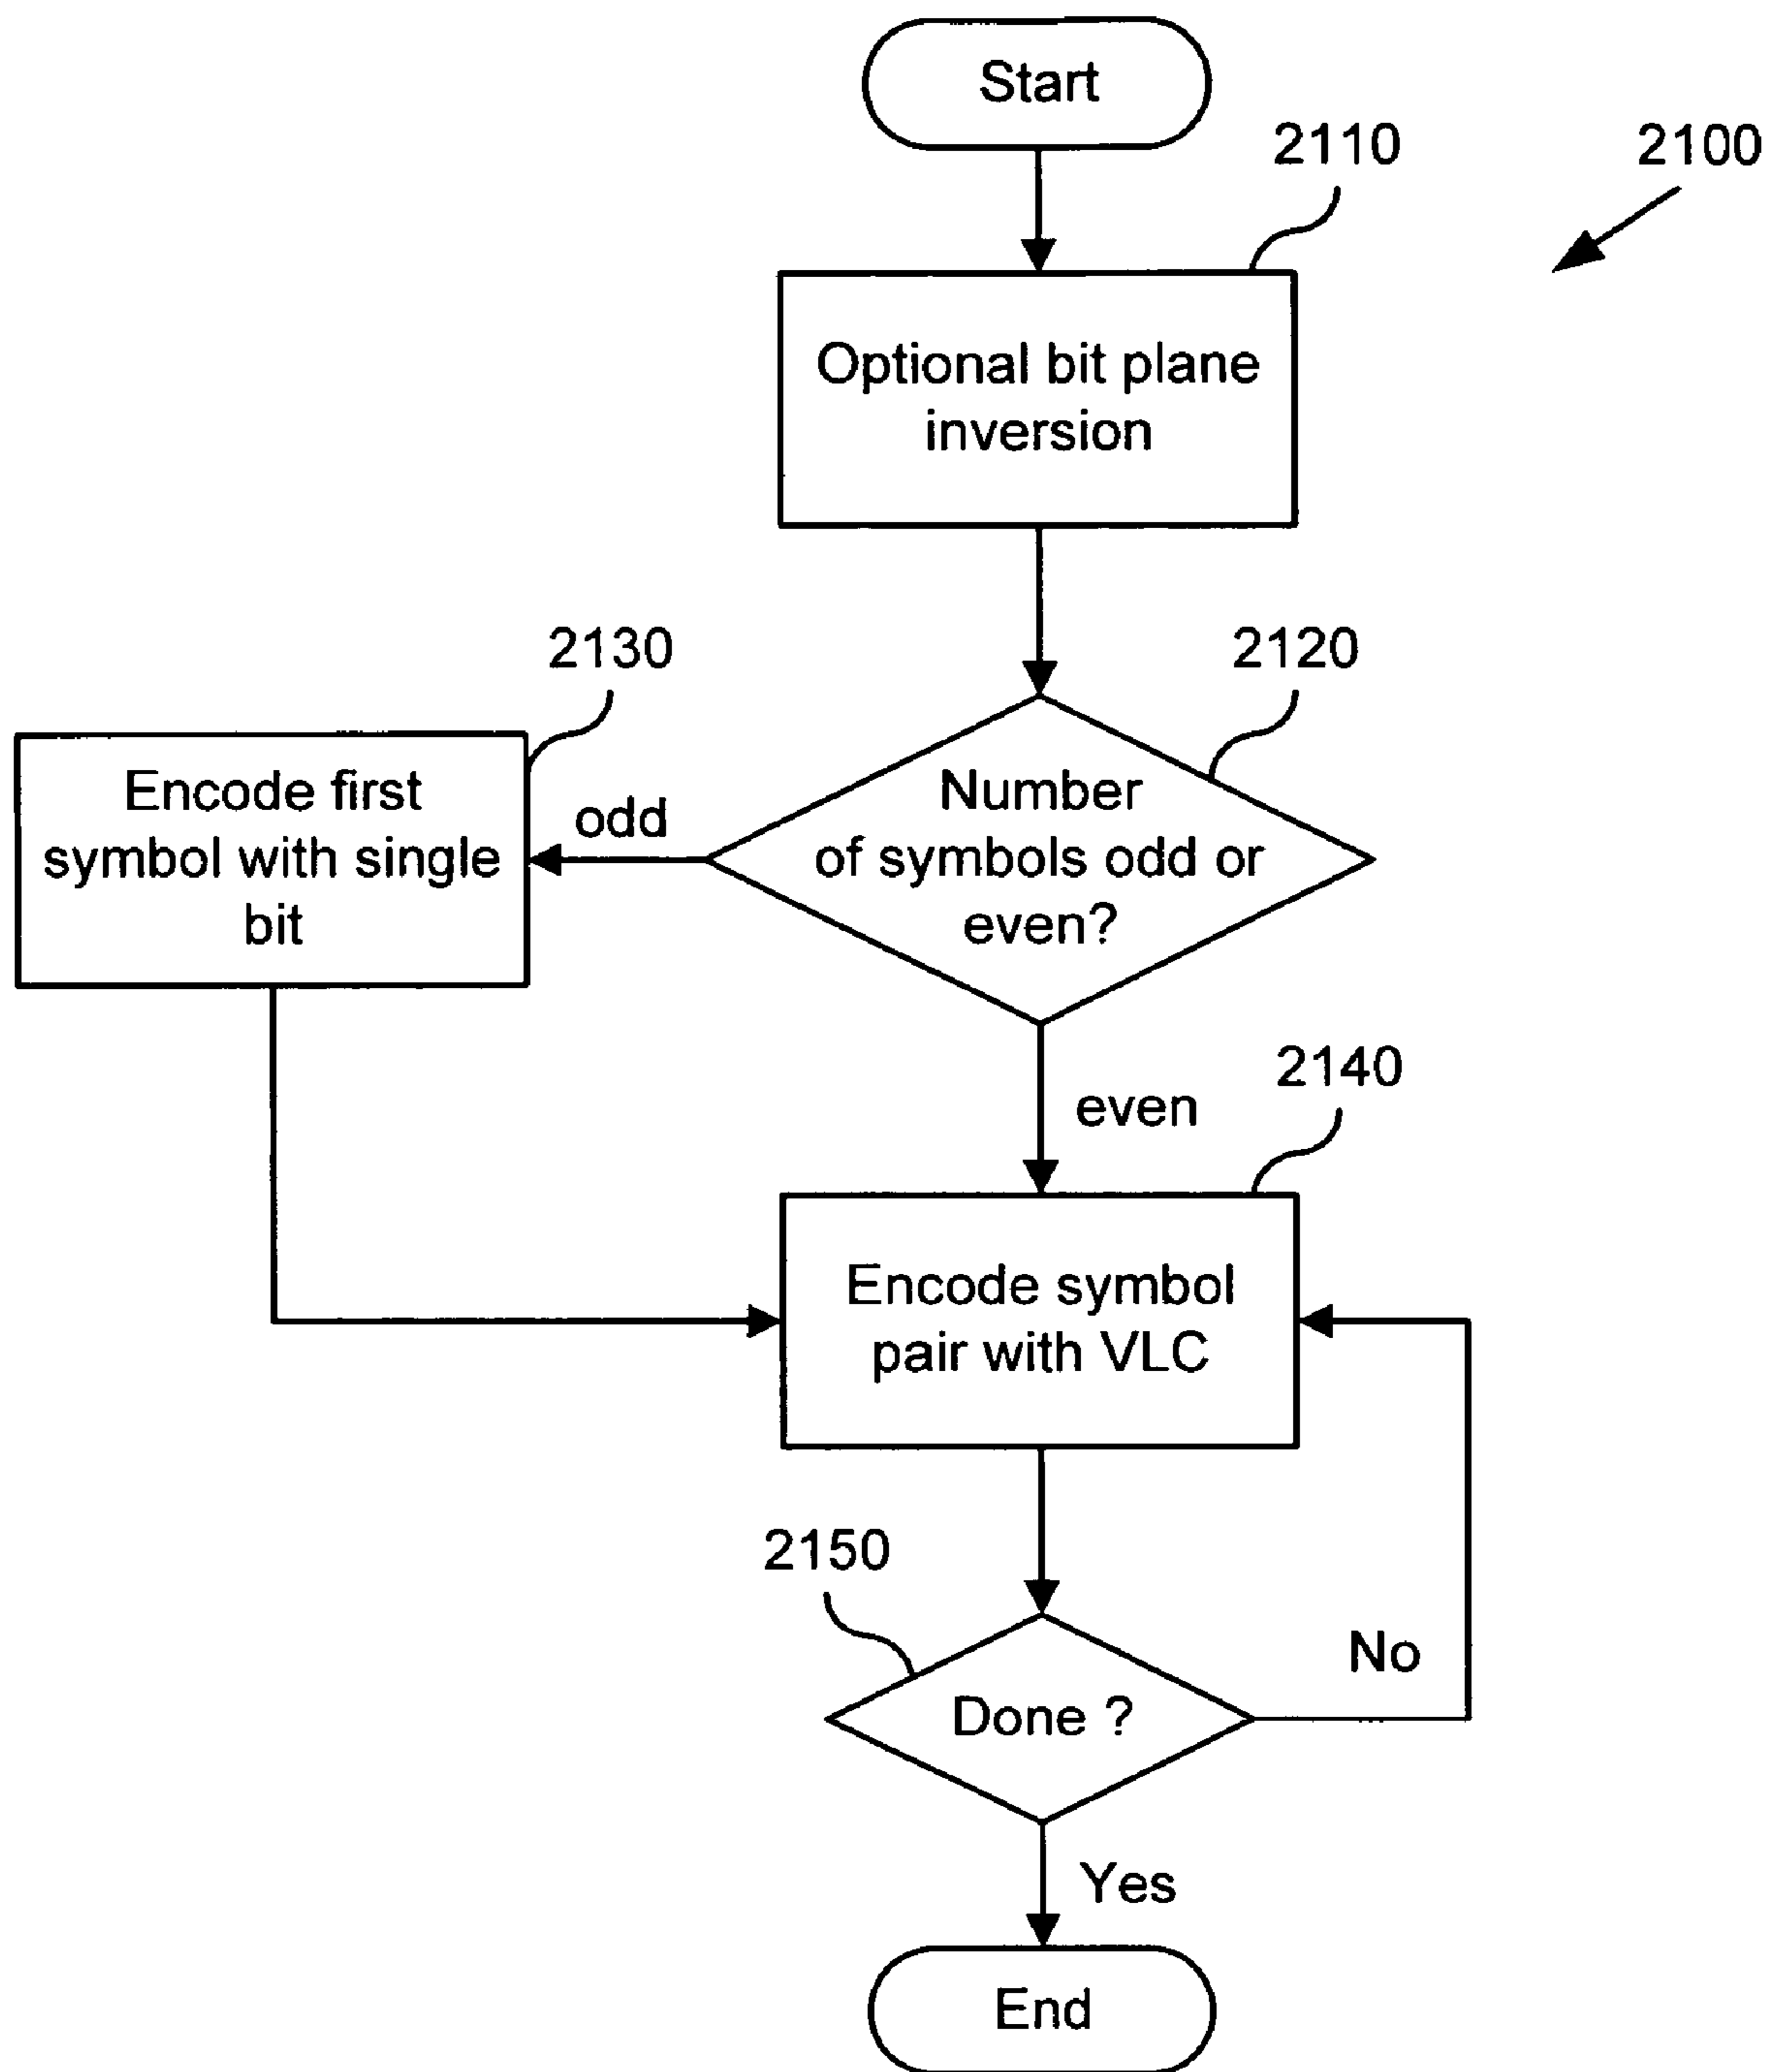 Start
2110
2100
Optional bit plane
inversion
2130
2120
Encode first
symbol with single
bit
odd
Number
of symbols odd or
even?
even
2140
Encode symbol
pair with VLC
2150
Done ?
No
Yes
End